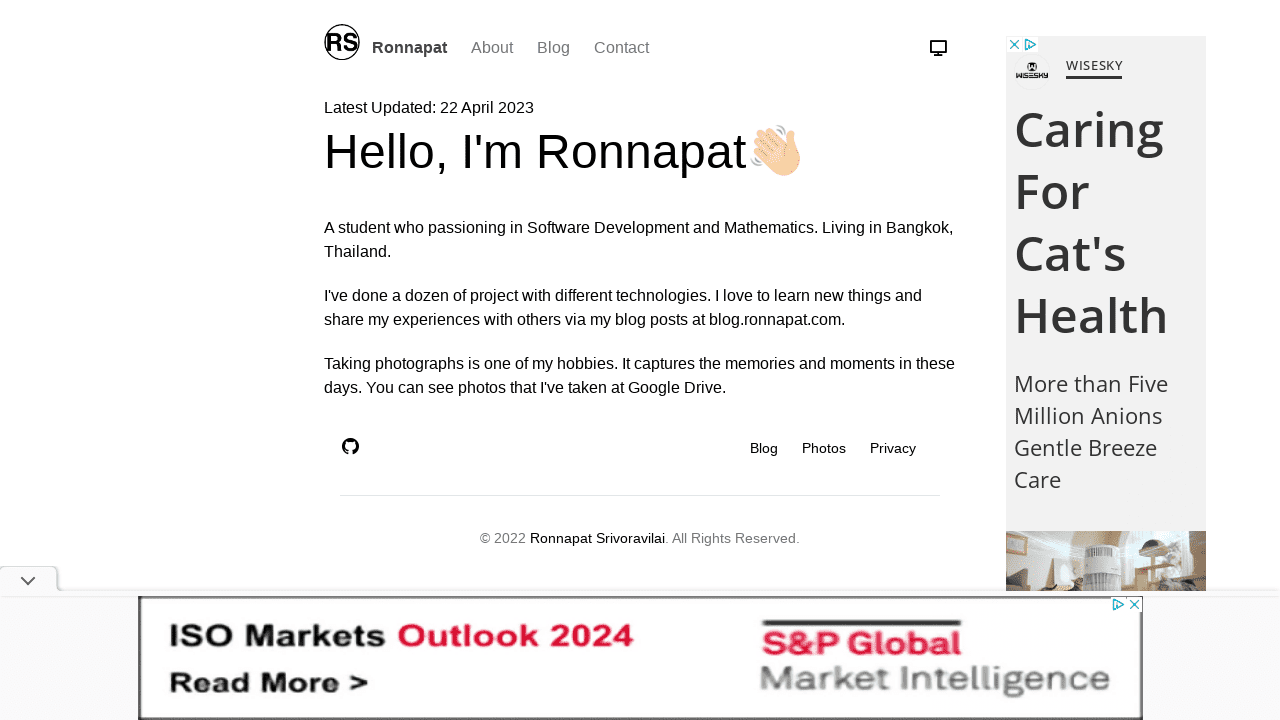 RS
Ronnapat About Blog Contact
Latest Updated: 22 April 2023
Hello, I'm Ronnapat👋🏻
A student who passioning in Software Development and Mathematics. Living in Bangkok,
Thailand.
I've done a dozen of project with different technologies. I love to learn new things and
share my experiences with others via my blog posts at blog.ronnapat.com.
Taking photographs is one of my hobbies. It captures the memories and moments in these
days. You can see photos that I've taken at Google Drive.
Blog Photos Privacy
© 2022 Ronnapat Srivoravilai. All Rights Reserved.
WISESKY
WISESKY
Caring
For
Cat's
Health
More than Five
Million Anions
Gentle Breeze
Care
ISO Markets Outlook 2024
Read More >
S&P Global
Market Intelligence